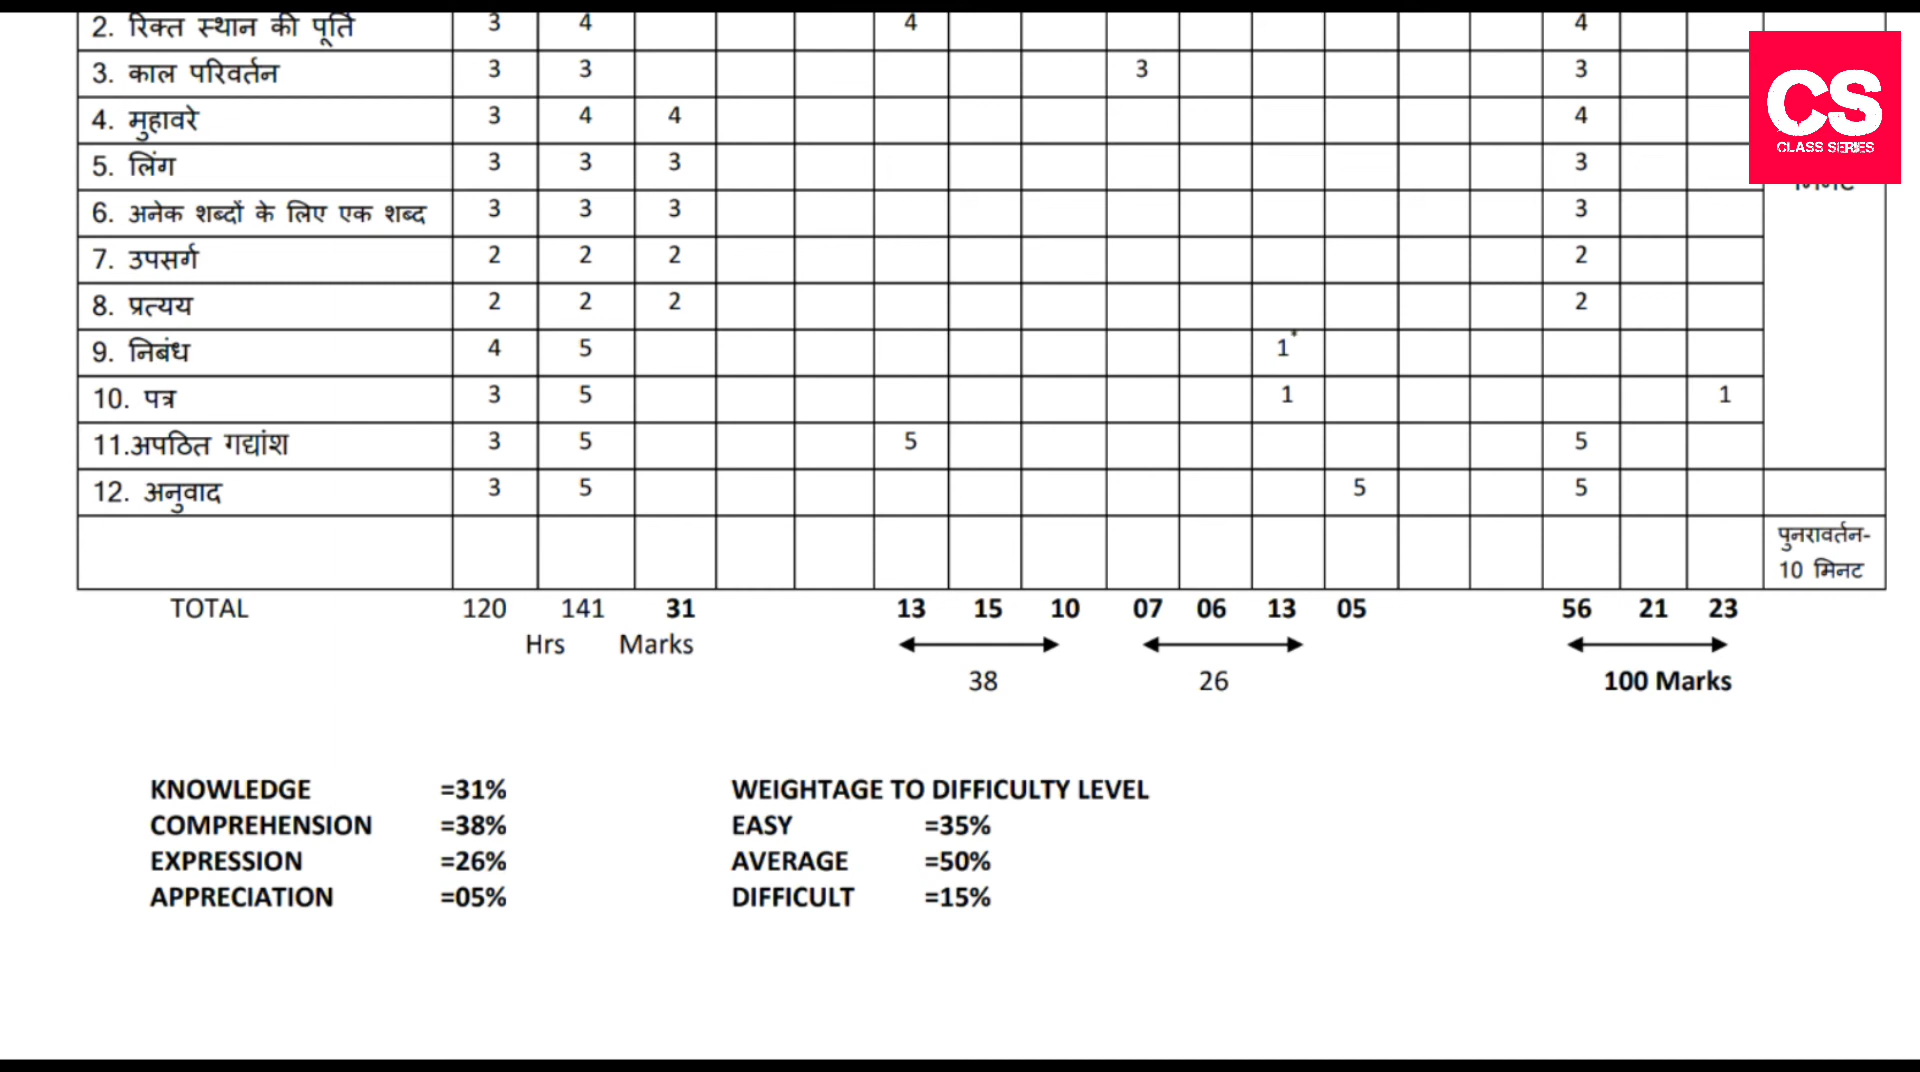 2. रिक्त स्थान की पूर्ति 3 4 4 4
3. काल परिवर्तन 3 3 3 3
4. मुहावरे 3 4 4 4
5. लिंग 3 3 3 3
6. अनेक शब्दों के लिए एक शब्द 3 3 3 3
7. उपसर्ग 2 2 2 2
8. प्रत्यय 2 2 2 2
9. निबंध 4 5 1*
10. पत्र 3 5 1 1
11.अपठित गद्यांश 3 5 5 5
12. अनुवाद 3 5 5 5
पुनरावर्तन-
10 मिनट
TOTAL 120 141 31 13 15 10 07 06 13 05 56 21 23
Hrs Marks
38 26 100 Marks
KNOWLEDGE =31% WEIGHTAGE TO DIFFICULTY LEVEL
COMPREHENSION =38% EASY =35%
EXPRESSION =26% AVERAGE =50%
APPRECIATION =05% DIFFICULT =15%
CS
CLASS SERIES